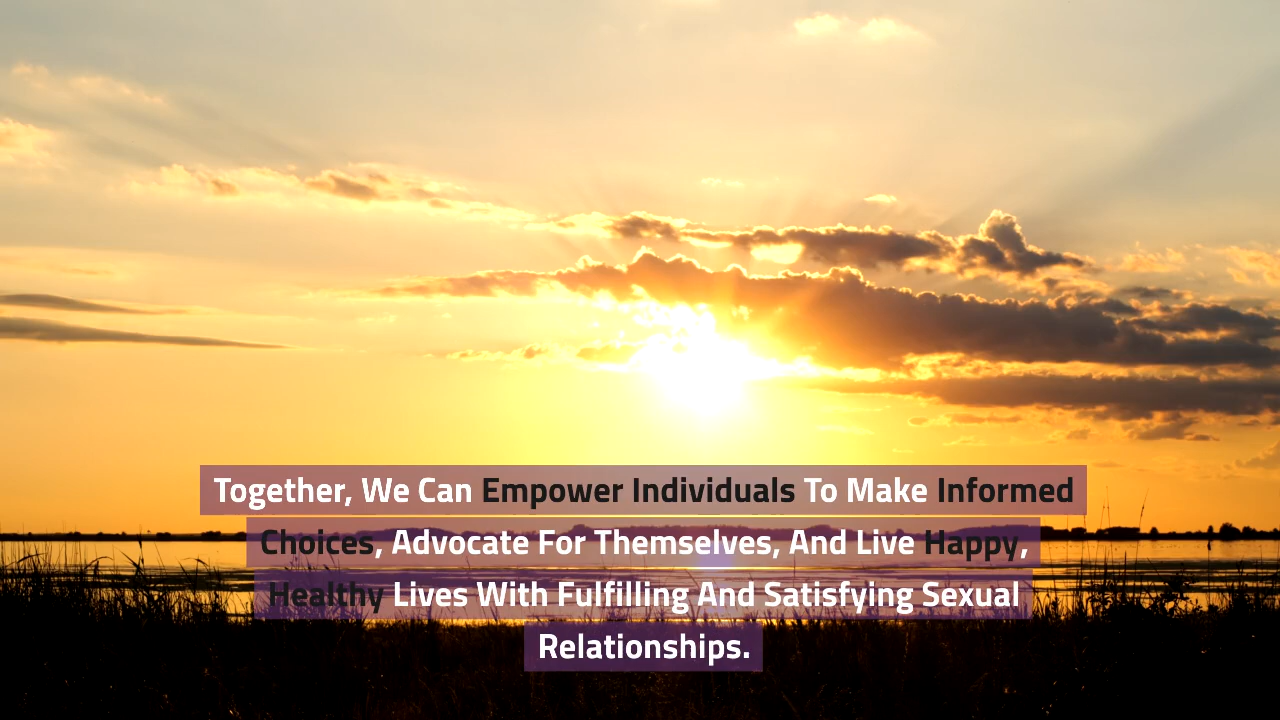 Together, We Can Empower Individuals To Make Informed
Choices, Advocate For Themselves, And Live Happy,
Healthy Lives With Fulfilling And Satisfying Sexual
Relationships.